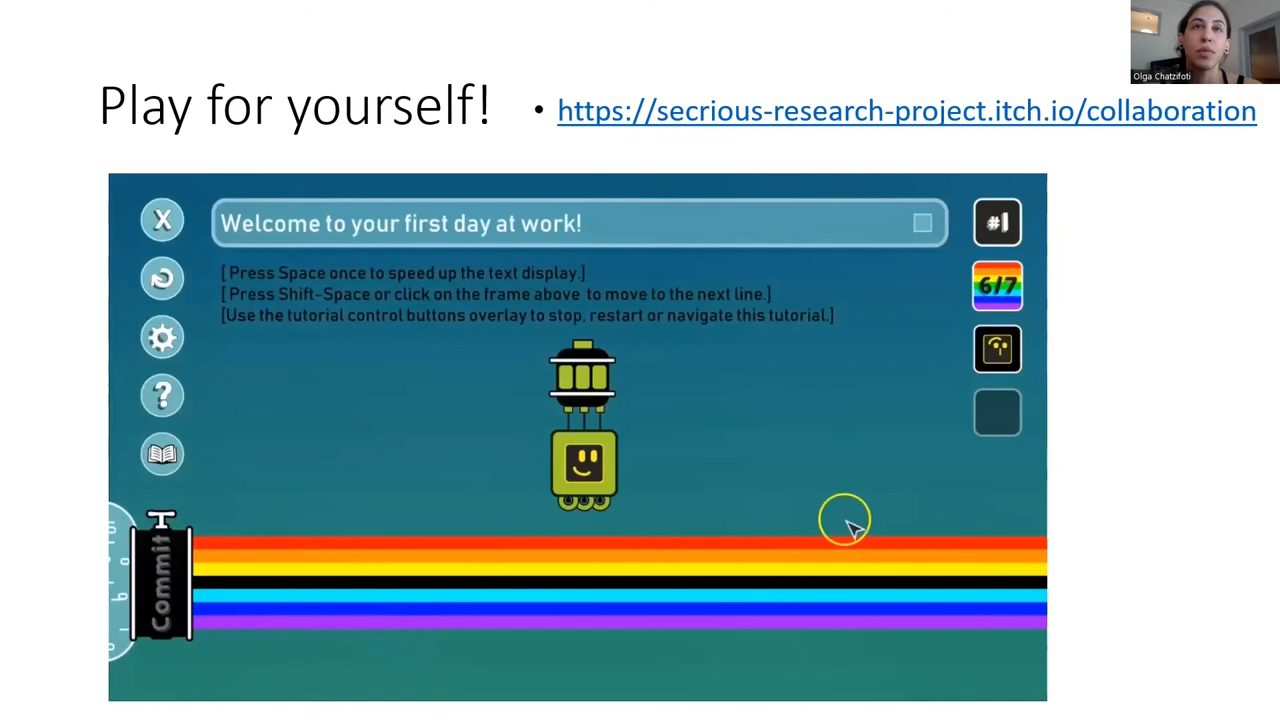 Olga Chatzifoti
Play for yourself!
• https://secrious-research-project.itch.io/collaboration
X
Welcome to your first day at work!
#1
[ Press Space once to speed up the text display.]
[ Press Shift-Space or click on the frame above to move to the next line.]
[Use the tutorial control buttons overlay to stop, restart or navigate this tutorial.]
6/7
?
Commit